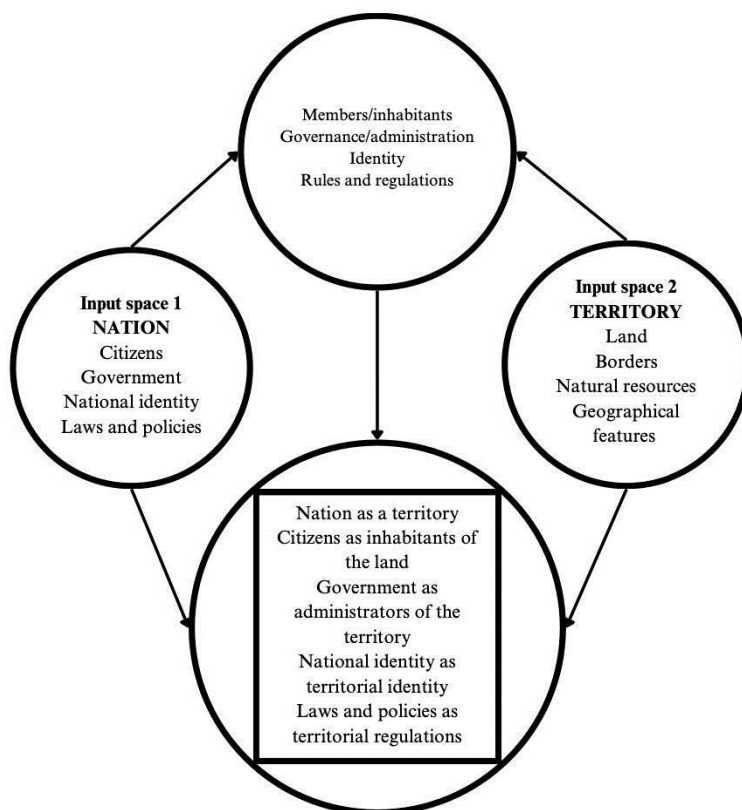 Members/inhabitants
Governance/administration
Identity
Rules and regulations
Input space 1
NATION
Citizens
Government
National identity
Laws and policies
Input space 2
TERRITORY
Land
Borders
Natural resources
Geographical
features
Nation as a territory
Citizens as inhabitants of
the land
Government as
administrators of the
territory
National identity as
territorial identity
Laws and policies as
territorial regulations